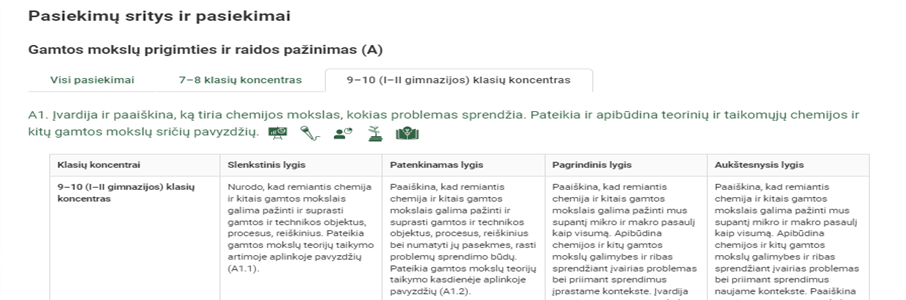 Pasiekimų sritys ir pasiekimai
Gamtos mokslų prigimties ir raidos pažinimas (A)
Visi pasiekimai
7–8 klasių koncentras
9–10 (I–II gimnazijos) klasių koncentras
A1. Įvardija ir paaiškina, ką tiria chemijos mokslas, kokias problemas sprendžia. Pateikia ir apibūdina teorinių ir taikomųjų chemijos ir
kitų gamtos mokslų sričių pavyzdžių.
Klasių koncentrai
Slenkstinis lygis
Patenkinamas lygis
Pagrindinis lygis
Aukštesnysis lygis
9–10 (I–II gimnazijos) klasių
koncentras
Nurodo, kad remiantis chemija
ir kitais gamtos mokslais
galima pažinti ir suprasti
gamtos ir technikos objektus,
procesus, reiškinius. Pateikia
gamtos mokslų teorijų taikymo
artimoje aplinkoje pavyzdžių
(A1.1).
Paaiškina, kad remiantis
chemija ir kitais gamtos
mokslais galima pažinti ir
suprasti gamtos ir technikos
objektus, procesus, reiškinius
bei numatyti jų pasekmes, rasti
problemų sprendimo būdų.
Pateikia gamtos mokslų teorijų
taikymo kasdienėje aplinkoje
pavyzdžių (A1.2).
Paaiškina, kad remiantis
chemija ir kitais gamtos
mokslais galima pažinti mus
supantį mikro ir makro pasaulį
kaip visumą. Apibūdina
chemijos ir kitų gamtos
mokslų galimybes ir ribas
sprendžiant įvairias problemas
bei priimant sprendimus
įprastame kontekste. Įvardija
Paaiškina, kad remiantis
chemija ir kitais gamtos
mokslais galima pažinti mus
supantį mikro ir makro pasaulį
kaip visumą. Apibūdina
chemijos ir kitų gamtos
mokslų galimybes ir ribas
sprendžiant įvairias problemas
bei priimant sprendimus
naujame kontekste. Paaiškina